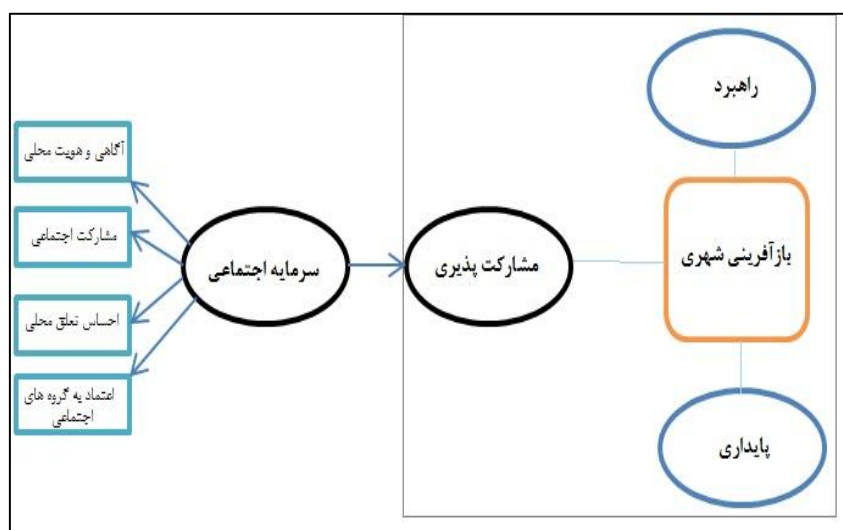 راهبرد
بازآفرینی شهری
پایداری
مشارکت پذیری
سرمایه اجتماعی
آگاهی و هویت محلی
مشارکت اجتماعی
احساس تعلق محلی
اعتماد به گروه های
اجتماعی